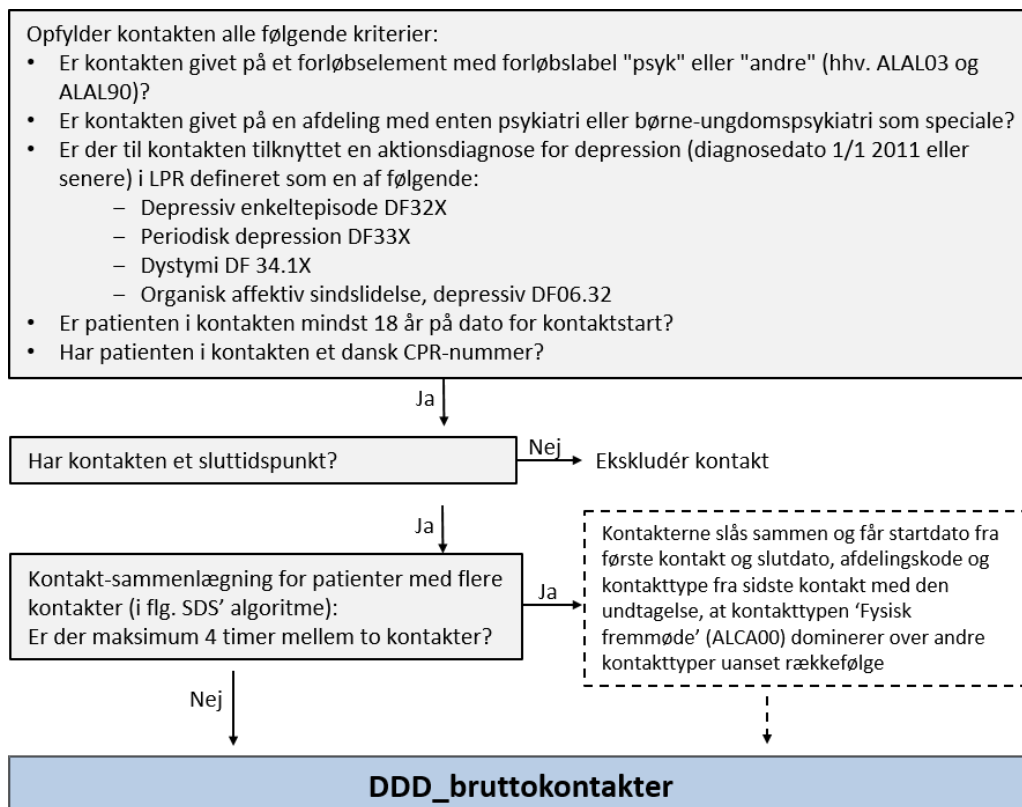 Opfylder kontakten alle følgende kriterier:
• Er kontakten givet på et forløbselement med forløbslabel "psyk" eller "andre" (hhv. ALAL03 og
ALAL90)?
• Er kontakten givet på en afdeling med enten psykiatri eller børne-ungdomspsykiatri som speciale?
• Er der til kontakten tilknyttet en aktionsdiagnose for depression (diagnosedato 1/1 2011 eller
senere) i LPR defineret som en af følgende:
– Depressiv enkeltepisode DF32X
– Periodisk depression DF33X
– Dystymi DF 34.1X
– Organisk affektiv sindslidelse, depressiv DF06.32
• Er patienten i kontakten mindst 18 år på dato for kontaktstart?
• Har patienten i kontakten et dansk CPR-nummer?
Ja
Har kontakten et sluttidspunkt?
Nej
Ekskludér kontakt
Ja
Kontakt-sammenlægning for patienter med flere
kontakter (i flg. SDS' algoritme):
Er der maksimum 4 timer mellem to kontakter?
Ja
Kontakterne slås sammen og får startdato fra
første kontakt og slutdato, afdelingskode og
kontakttype fra sidste kontakt med den
undtagelse, at kontakttypen 'Fysisk
fremmøde' (ALCA00) dominerer over andre
kontakttyper uanset rækkefølge
Nej
DDD_bruttokontakter